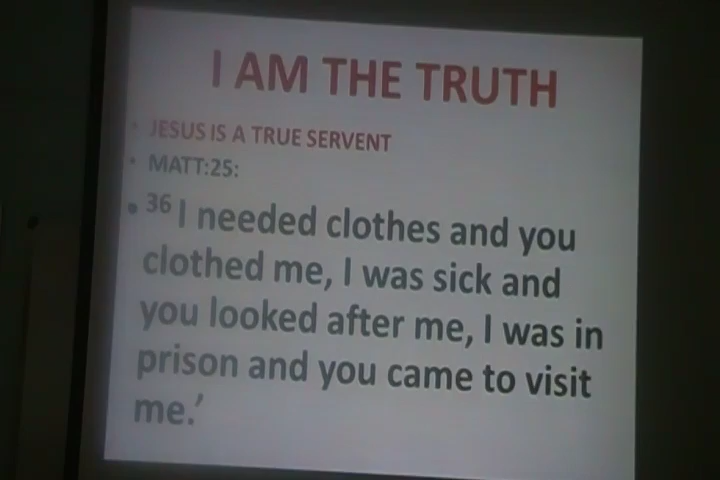 I AM THE TRUTH
• JESUS IS A TRUE SERVENT
• MATT:25:
• 36 I needed clothes and you
clothed me, I was sick and
you looked after me, I was in
prison and you came to visit
me.’